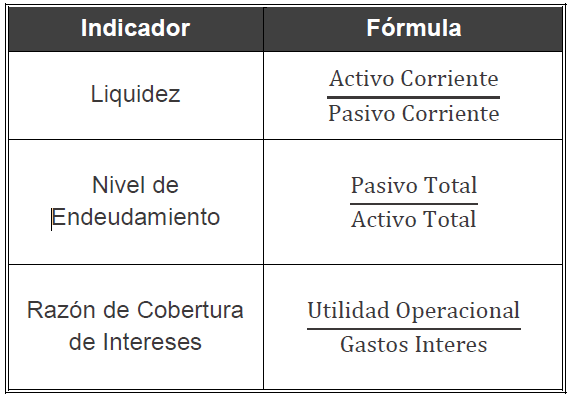 Indicador Fórmula
Liquidez
Activo Corriente
Pasivo Corriente
Nivel de
Endeudamiento
Pasivo Total
Activo Total
Razón de Cobertura
de Intereses
Utilidad Operacional
Gastos Interes